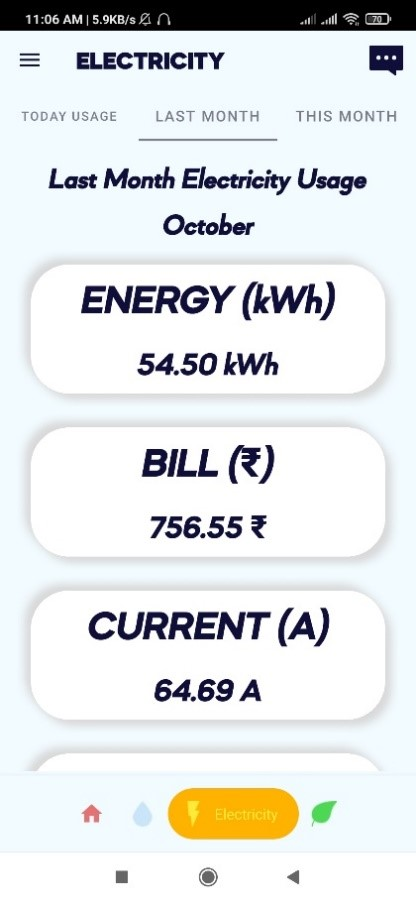 11:06 AM | 5.9KB/s
70
ELECTRICITY
TODAY USAGE LAST MONTH THIS MONTH
Last Month Electricity Usage
October
ENERGY (kWh)
54.50 kWh
BILL (₹)
756.55 ₹
CURRENT (A)
64.69 A
Electricity